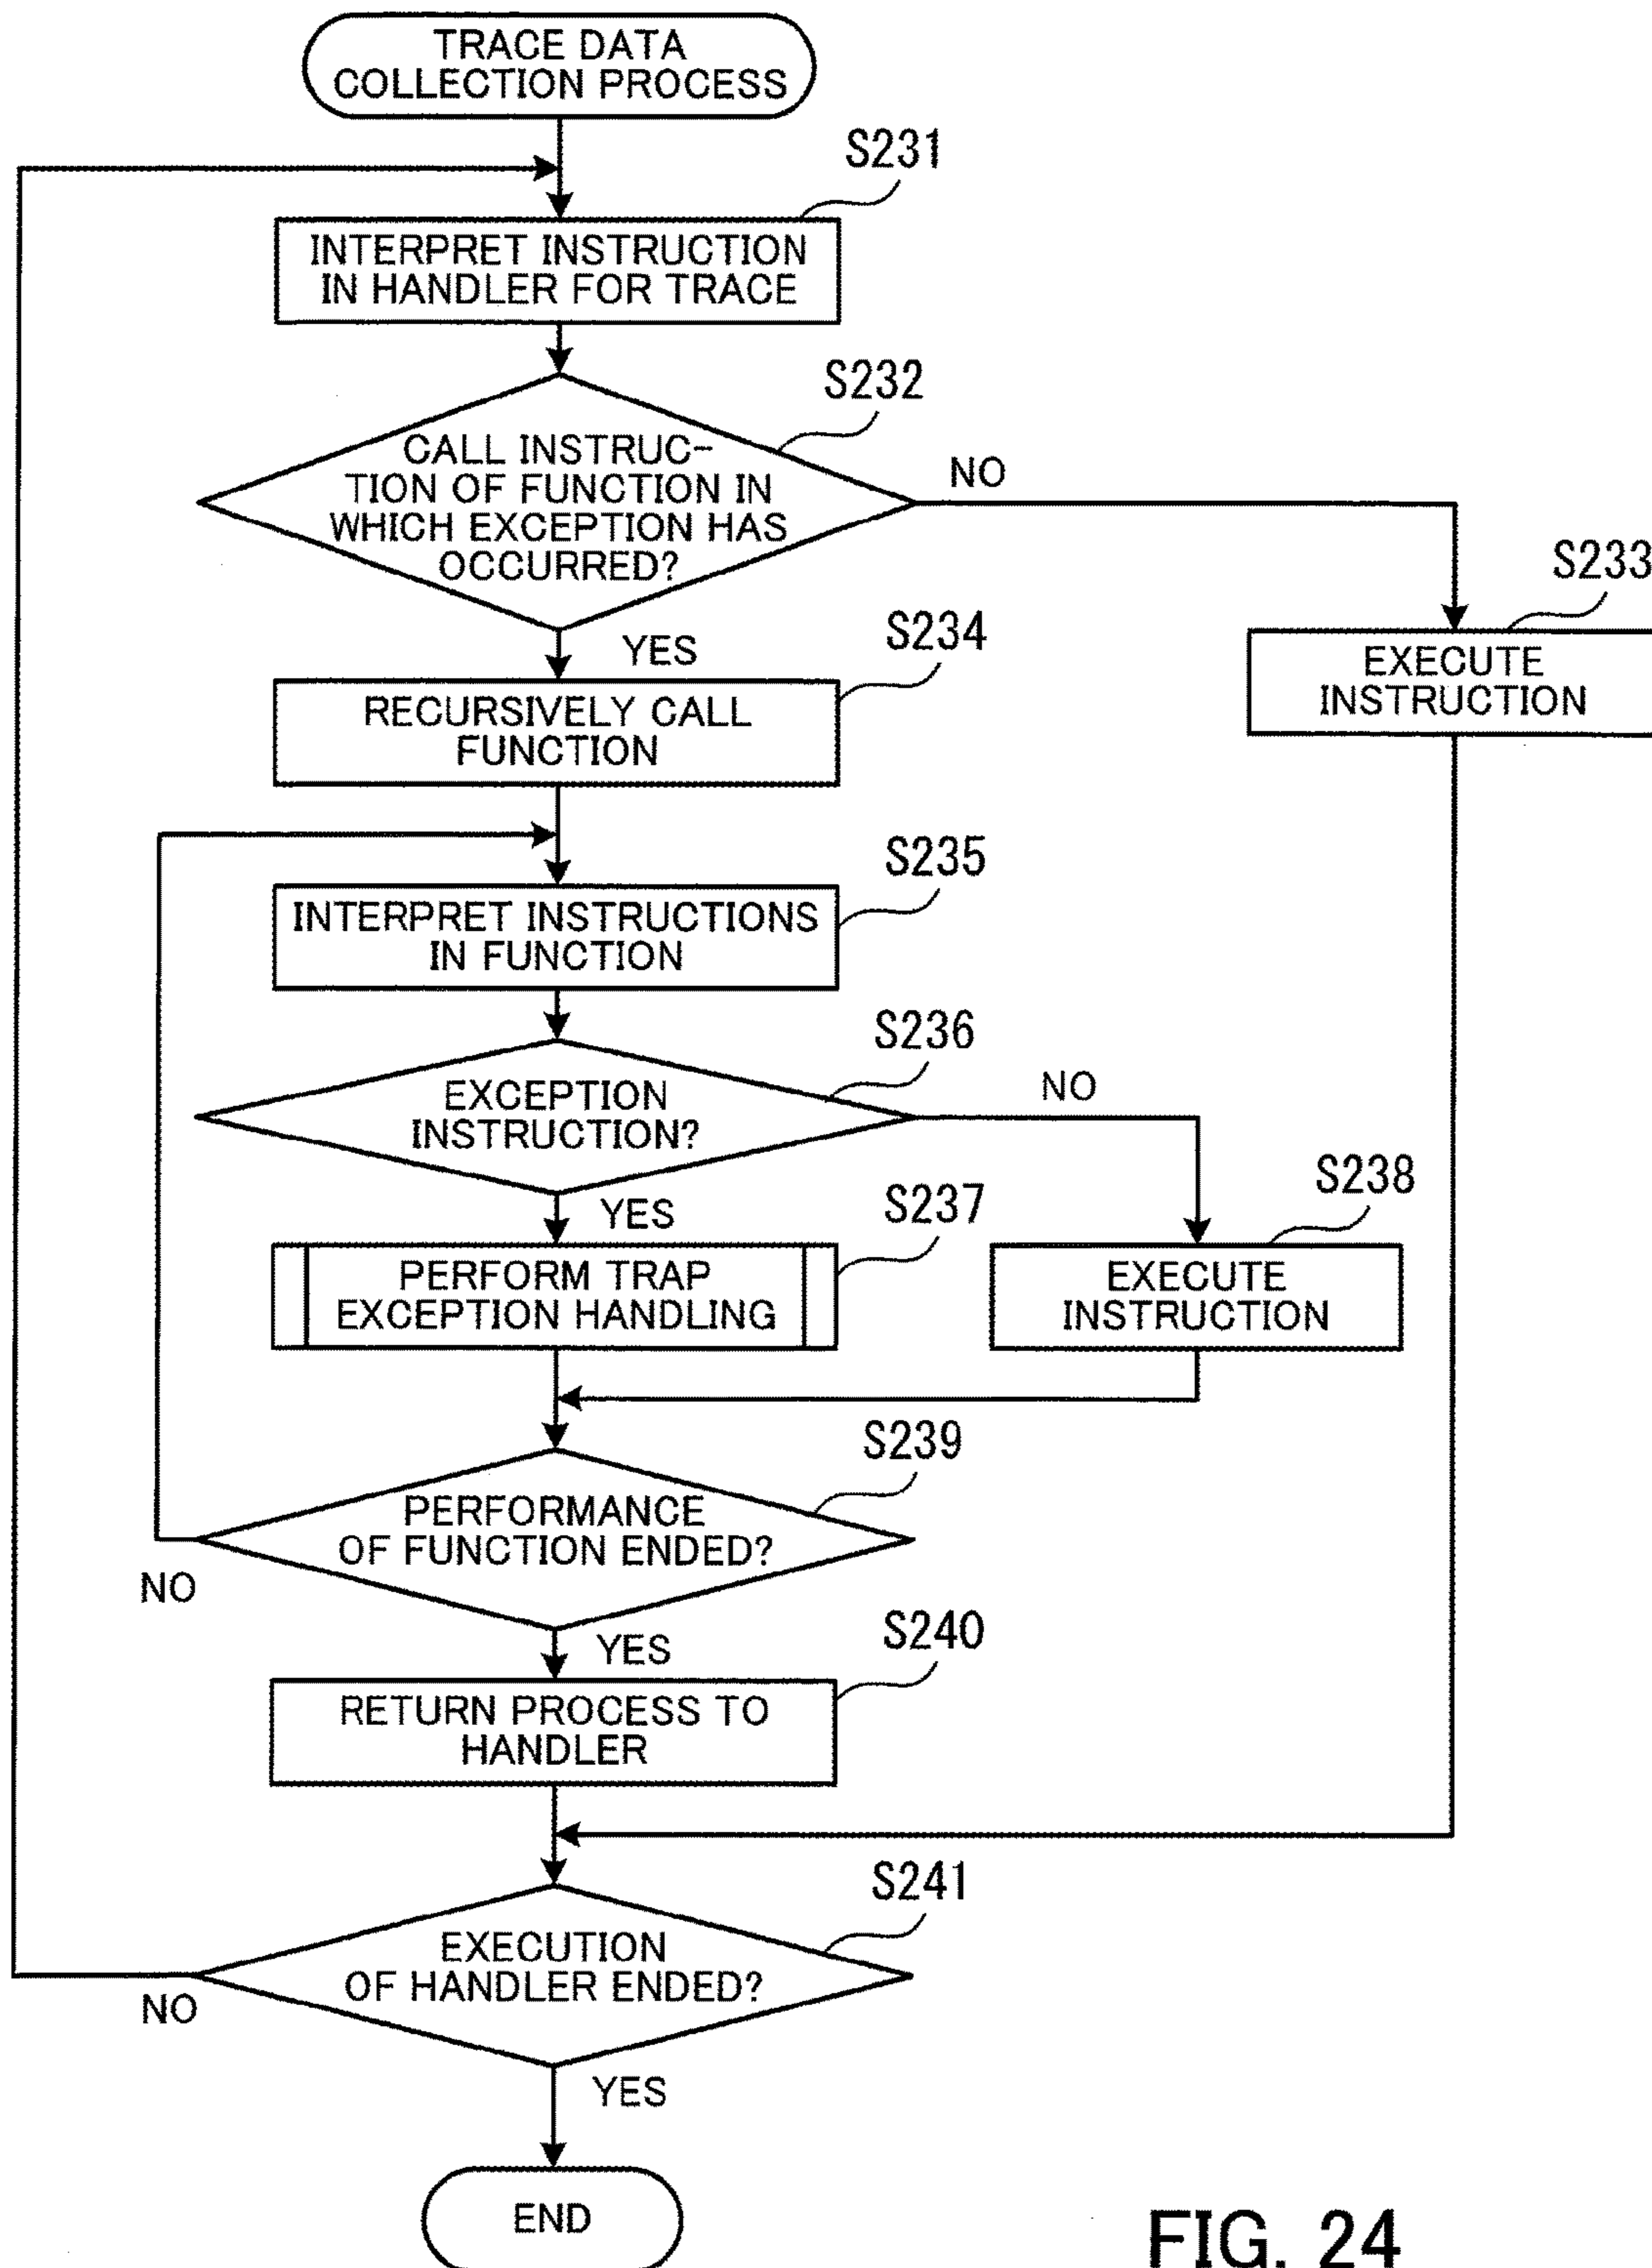 TRACE DATA
COLLECTION PROCESS
S231
INTERPRET INSTRUCTION
IN HANDLER FOR TRACE
S232
CALL INSTRUC-
TION OF FUNCTION IN
WHICH EXCEPTION HAS
OCCURRED?
NO
S233
EXECUTE
INSTRUCTION
YES
S234
RECURSIVELY CALL
FUNCTION
S235
INTERPRET INSTRUCTIONS
IN FUNCTION
S236
EXCEPTION
INSTRUCTION?
NO
YES
S237
PERFORM TRAP
EXCEPTION HANDLING
S238
EXECUTE
INSTRUCTION
S239
PERFORMANCE
OF FUNCTION ENDED?
NO
YES
S240
RETURN PROCESS TO
HANDLER
S241
EXECUTION
OF HANDLER ENDED?
NO
YES
END
FIG. 24